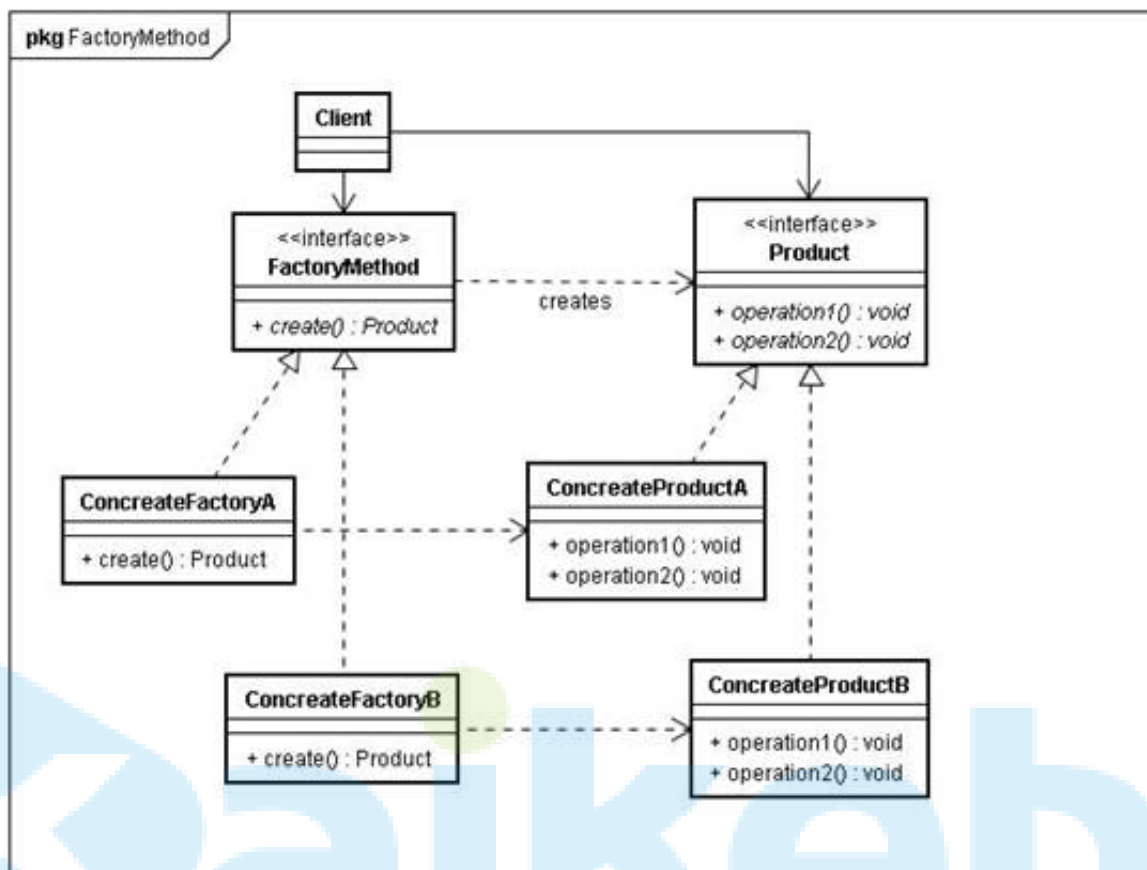 pkg FactoryMethod
Client
<<interface>>
FactoryMethod
+ create() : Product
creates
<<interface>>
Product
+ operation1() : void
+ operation2() : void
ConcreateFactoryA
+ create() : Product
ConcreateProductA
+ operation1() : void
+ operation2() : void
ConcreateFactoryB
+ create() : Product
ConcreateProductB
+ operation1() : void
+ operation2() : void